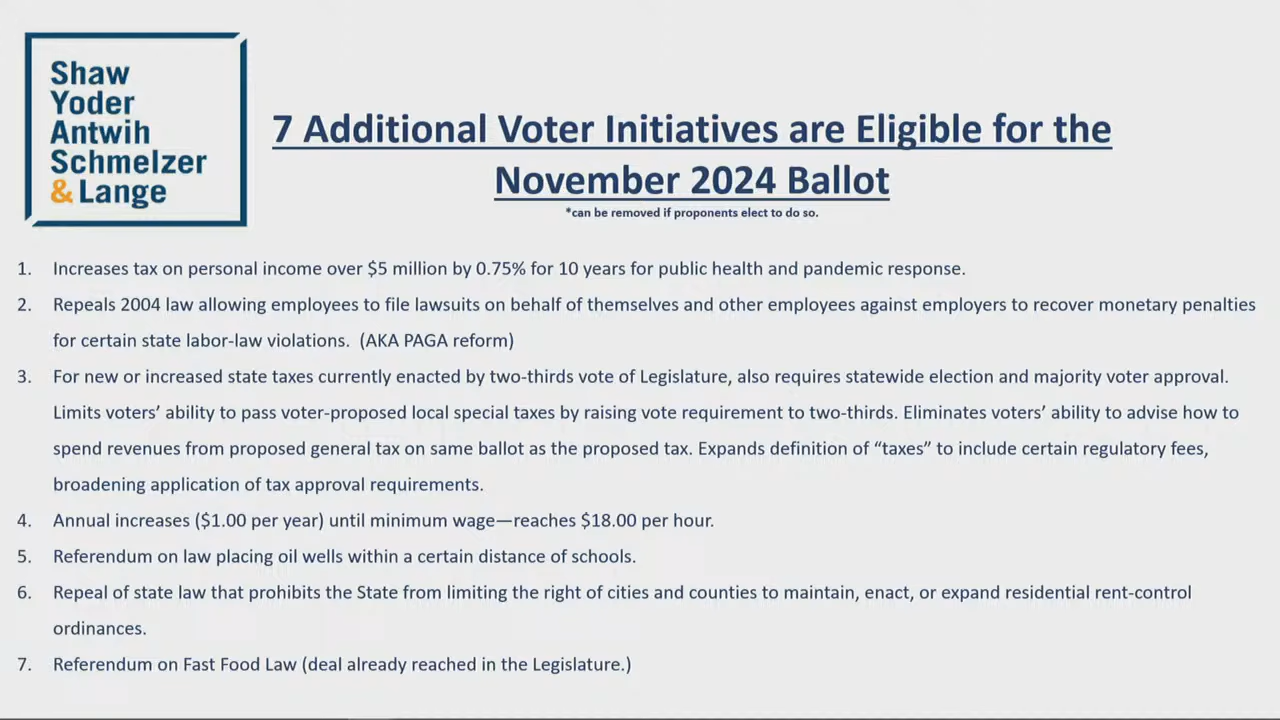 Shaw
Yoder
Antwih
Schmelzer
& Lange
7 Additional Voter Initiatives are Eligible for the
November 2024 Ballot
*can be removed if proponents elect to do so.
1. Increases tax on personal income over $5 million by 0.75% for 10 years for public health and pandemic response.
2. Repeals 2004 law allowing employees to file lawsuits on behalf of themselves and other employees against employers to recover monetary penalties
for certain state labor-law violations. (AKA PAGA reform)
3. For new or increased state taxes currently enacted by two-thirds vote of Legislature, also requires statewide election and majority voter approval.
Limits voters’ ability to pass voter-proposed local special taxes by raising vote requirement to two-thirds. Eliminates voters’ ability to advise how to
spend revenues from proposed general tax on same ballot as the proposed tax. Expands definition of “taxes” to include certain regulatory fees,
broadening application of tax approval requirements.
4. Annual increases ($1.00 per year) until minimum wage—reaches $18.00 per hour.
5. Referendum on law placing oil wells within a certain distance of schools.
6. Repeal of state law that prohibits the State from limiting the right of cities and counties to maintain, enact, or expand residential rent-control
ordinances.
7. Referendum on Fast Food Law (deal already reached in the Legislature.)